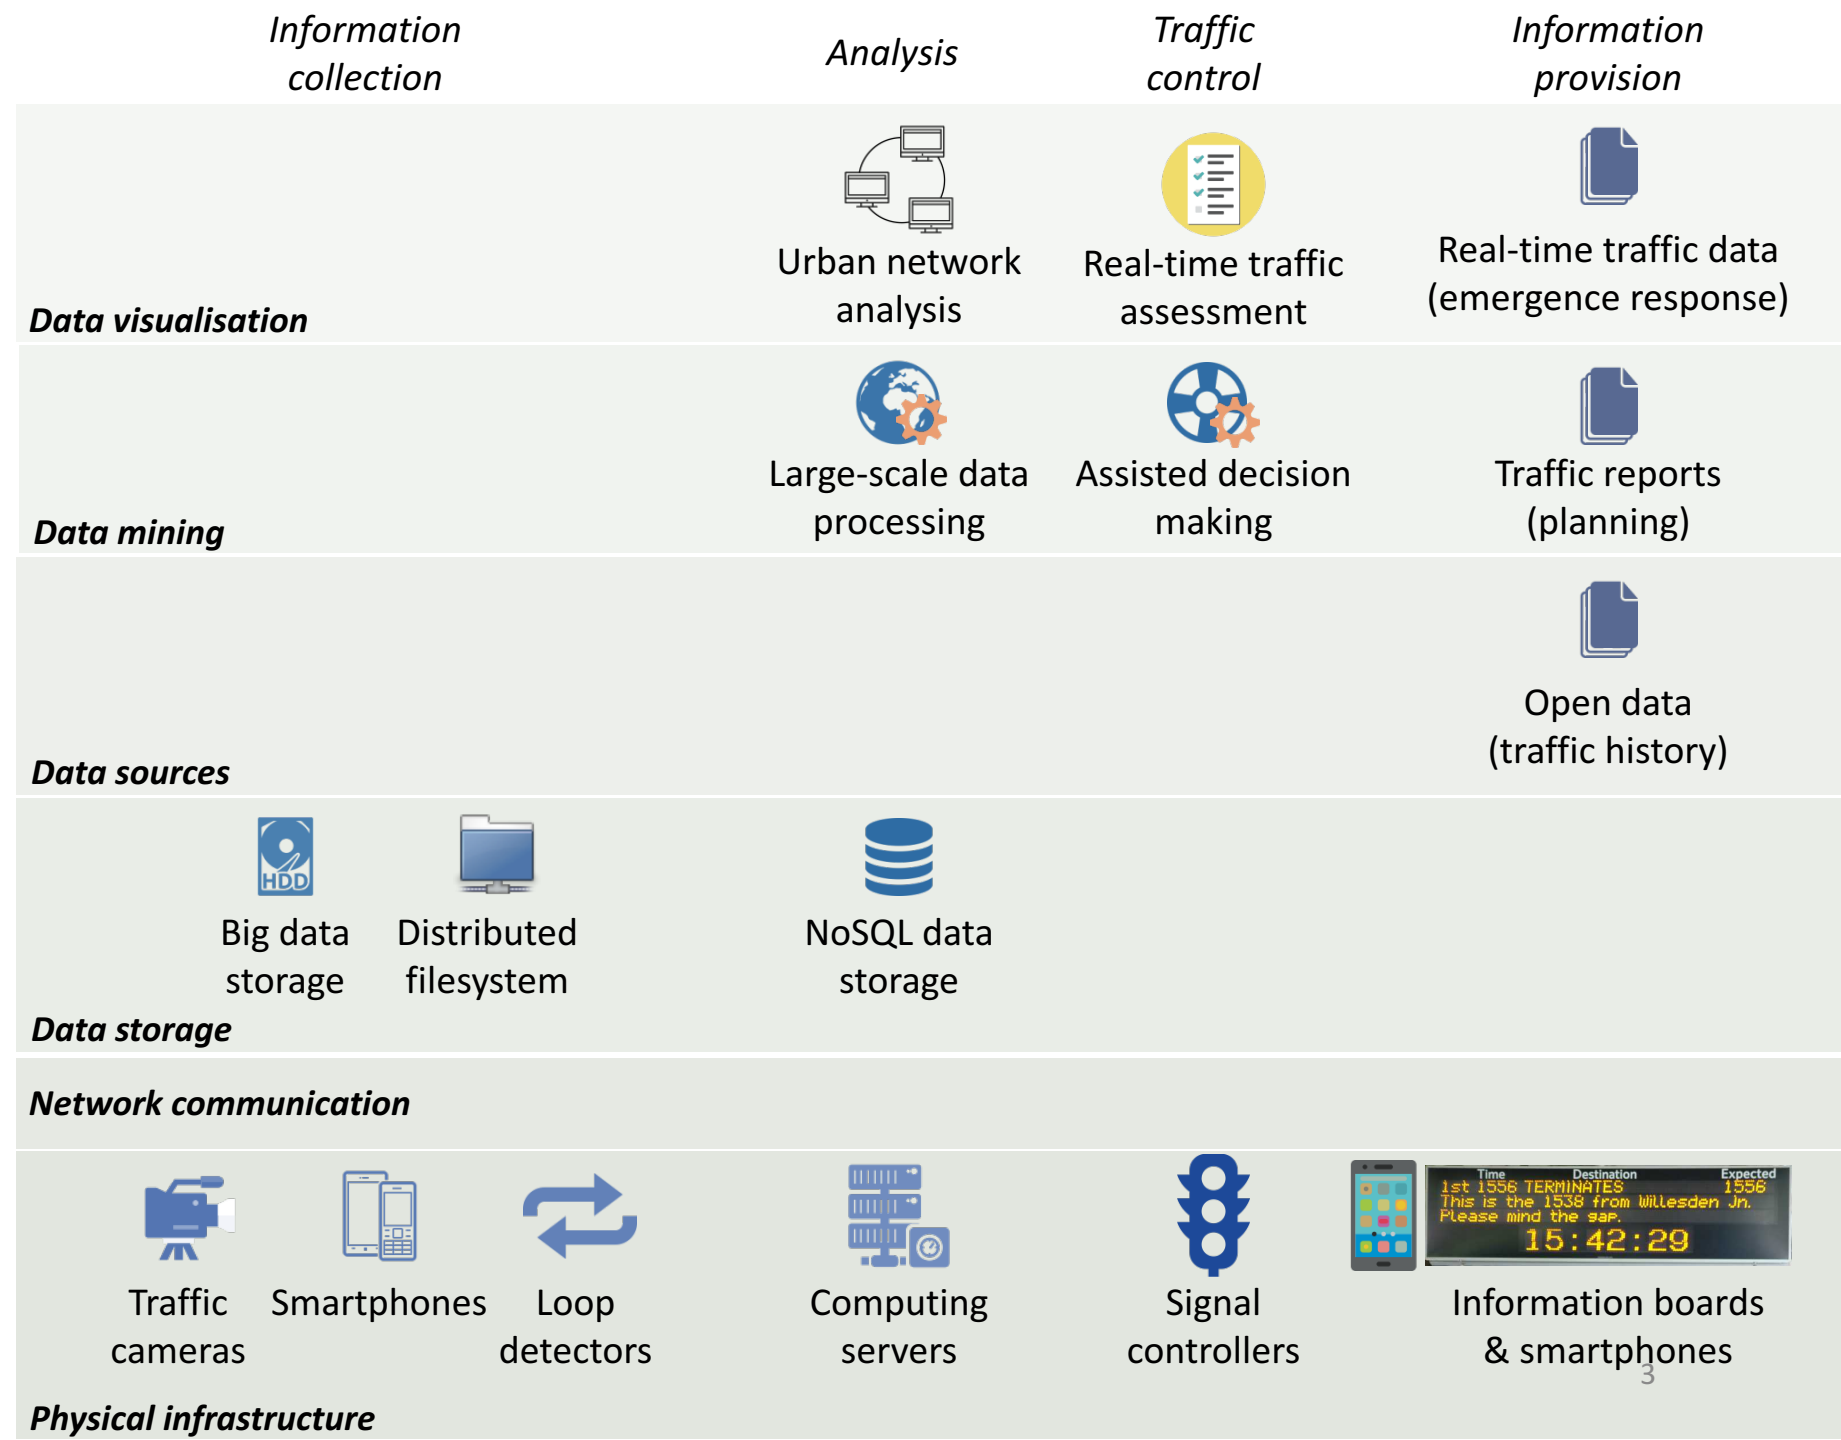 Information
collection
Analysis
Traffic
control
Information
provision
Urban network
analysis
Real-time traffic
assessment
Real-time traffic data
(emergence response)
Data visualisation
Large-scale data
processing
Assisted decision
making
Traffic reports
(planning)
Data mining
Open data
(traffic history)
Data sources
HDD
Big data
storage
Distributed
filesystem
NoSQL data
storage
Data storage
Network communication
Time Destination Expected
1st 1556 TERMINATES 1556
This is the 1538 from Willesden Jn.
Please mind the gap.
15:42:29
Traffic
cameras
Smartphones
Loop
detectors
Computing
servers
Signal
controllers
Information boards
& smartphones
3
Physical infrastructure